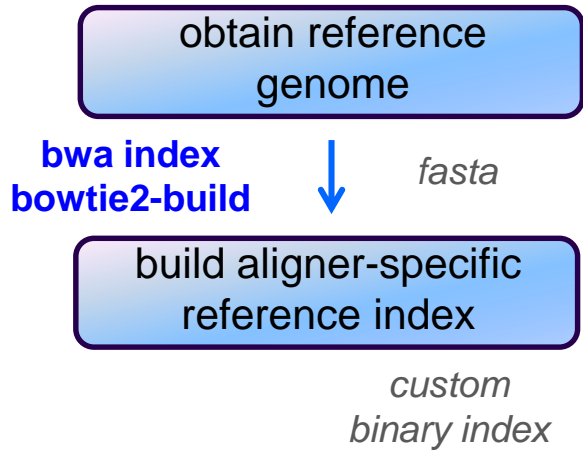 obtain reference
genome
bwa index
bowtie2-build
fasta
build aligner-specific
reference index
custom
binary index